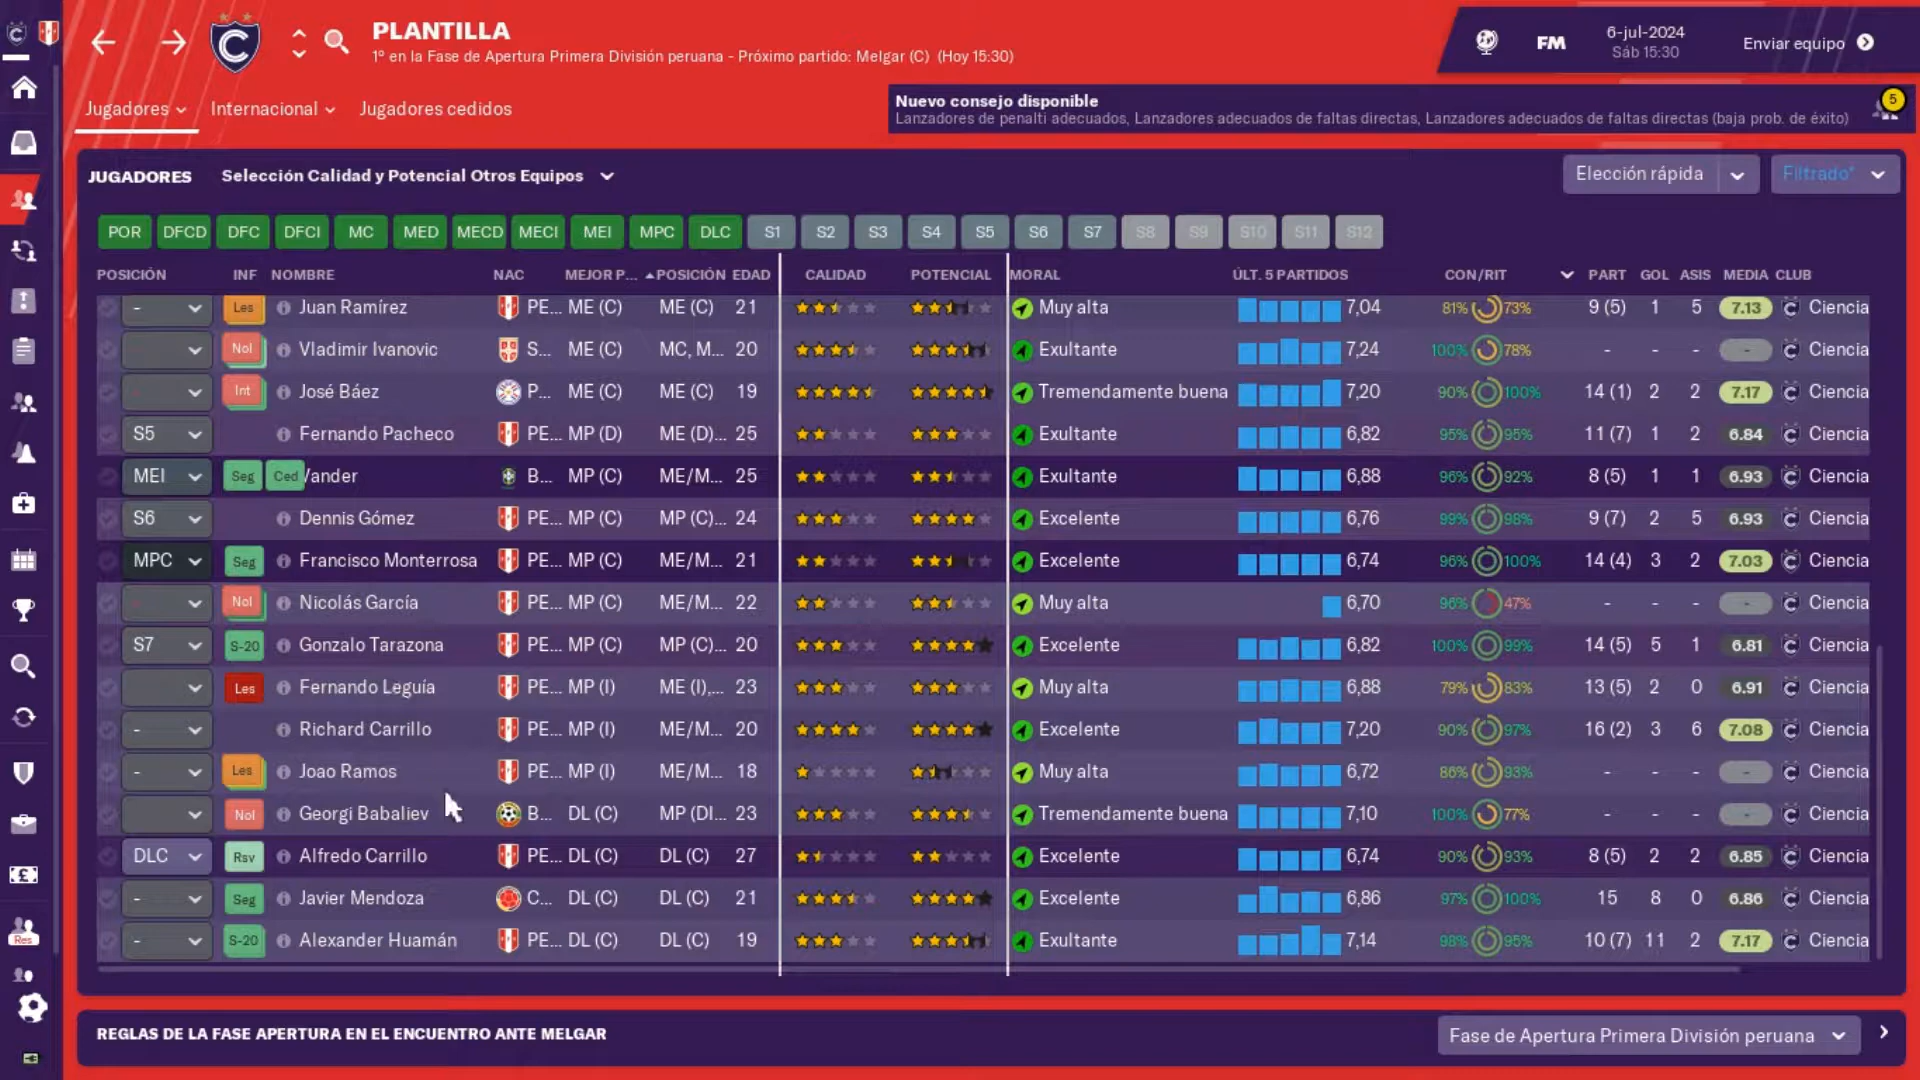 PLANTILLA
1º en la Fase de Apertura Primera División peruana - Próximo partido: Melgar (C) (Hoy 15:30)
FM
6-jul-2024
Sáb 15:30
Enviar equipo
Jugadores
Internacional
Jugadores cedidos
Nuevo consejo disponible
Lanzadores de penalti adecuados, Lanzadores adecuados de faltas directas, Lanzadores adecuados de faltas directas (baja prob. de éxito)
5
JUGADORES
Selección Calidad y Potencial Otros Equipos
Elección rápida
Filtrado*
POR DFCD DFC DFCI MC MED MECD MECI MEI MPC DLC S1 S2 S3 S4 S5 S6 S7 S8 S9 S10 S11 S12
POSICIÓN INF NOMBRE NAC MEJOR P... POSICIÓN EDAD CALIDAD POTENCIAL MORAL ÚLT. 5 PARTIDOS CON/RIT PART GOL ASIS MEDIA CLUB
- Les Juan Ramírez PE... ME (C) ME (C) 21 Muy alta 7,04 81% 73% 9 (5) 1 5 7.13 Ciencia
Nol Vladimir Ivanovic S... ME (C) MC, M... 20 Exultante 7,24 100% 78% - - - - Ciencia
Int José Báez P... ME (C) ME (C) 19 Tremendamente buena 7,20 90% 100% 14 (1) 2 2 7.17 Ciencia
S5 Fernando Pacheco PE... MP (D) ME (D)... 25 Exultante 6,82 95% 95% 11 (7) 1 2 6.84 Ciencia
MEI Seg Ced Vander B... MP (C) ME/M... 25 Exultante 6,88 96% 92% 8 (5) 1 1 6.93 Ciencia
S6 Dennis Gómez PE... MP (C) MP (C)... 24 Excelente 6,76 99% 98% 9 (7) 2 5 6.93 Ciencia
MPC Seg Francisco Monterrosa PE... MP (C) ME/M... 21 Excelente 6,74 96% 100% 14 (4) 3 2 7.03 Ciencia
Nol Nicolás García PE... MP (C) ME/M... 22 Muy alta 6,70 96% 47% - - - - Ciencia
S7 S-20 Gonzalo Tarazona PE... MP (C) MP (C)... 20 Excelente 6,82 100% 99% 14 (5) 5 1 6.81 Ciencia
Les Fernando Leguía PE... MP (I) ME (I),... 23 Muy alta 6,88 79% 83% 13 (5) 2 0 6.91 Ciencia
- Richard Carrillo PE... MP (I) ME/M... 20 Excelente 7,20 90% 97% 16 (2) 3 6 7.08 Ciencia
- Les Joao Ramos PE... MP (I) ME/M... 18 Muy alta 6,72 86% 93% - - - - Ciencia
Nol Georgi Babaliev B... DL (C) MP (DI... 23 Tremendamente buena 7,10 100% 77% - - - - Ciencia
DLC Rsv Alfredo Carrillo PE... DL (C) DL (C) 27 Excelente 6,74 90% 93% 8 (5) 2 2 6.85 Ciencia
- Seg Javier Mendoza C... DL (C) DL (C) 21 Excelente 6,86 97% 100% 15 8 0 6.86 Ciencia
- S-20 Alexander Huamán PE... DL (C) DL (C) 19 Exultante 7,14 98% 95% 10 (7) 11 2 7.17 Ciencia
Res
REGLAS DE LA FASE APERTURA EN EL ENCUENTRO ANTE MELGAR
Fase de Apertura Primera División peruana